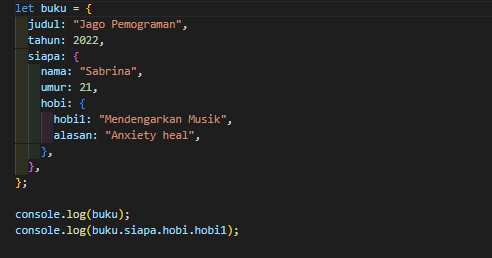 let buku = {
judul: "Jago Pemograman",
tahun: 2022,
siapa: {
nama: "Sabrina",
umur: 21,
hobi: {
hobi1: "Mendengarkan Musik",
alasan: "Anxiety heal",
},
},
};
console.log(buku);
console.log(buku.siapa.hobi.hobi1);